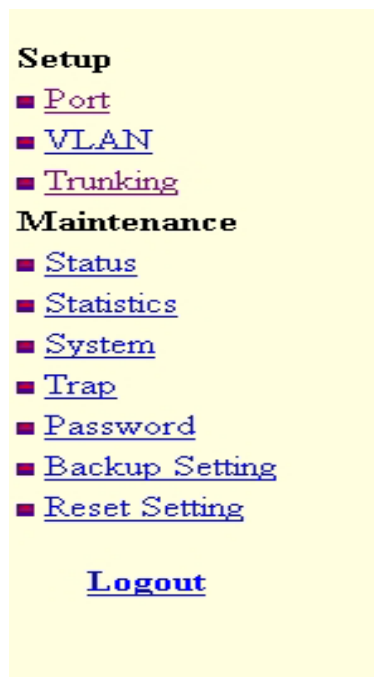 Setup
Port
VLAN
Trunking
Maintenance
Status
Statistics
System
Trap
Password
Backup Setting
Reset Setting
Logout